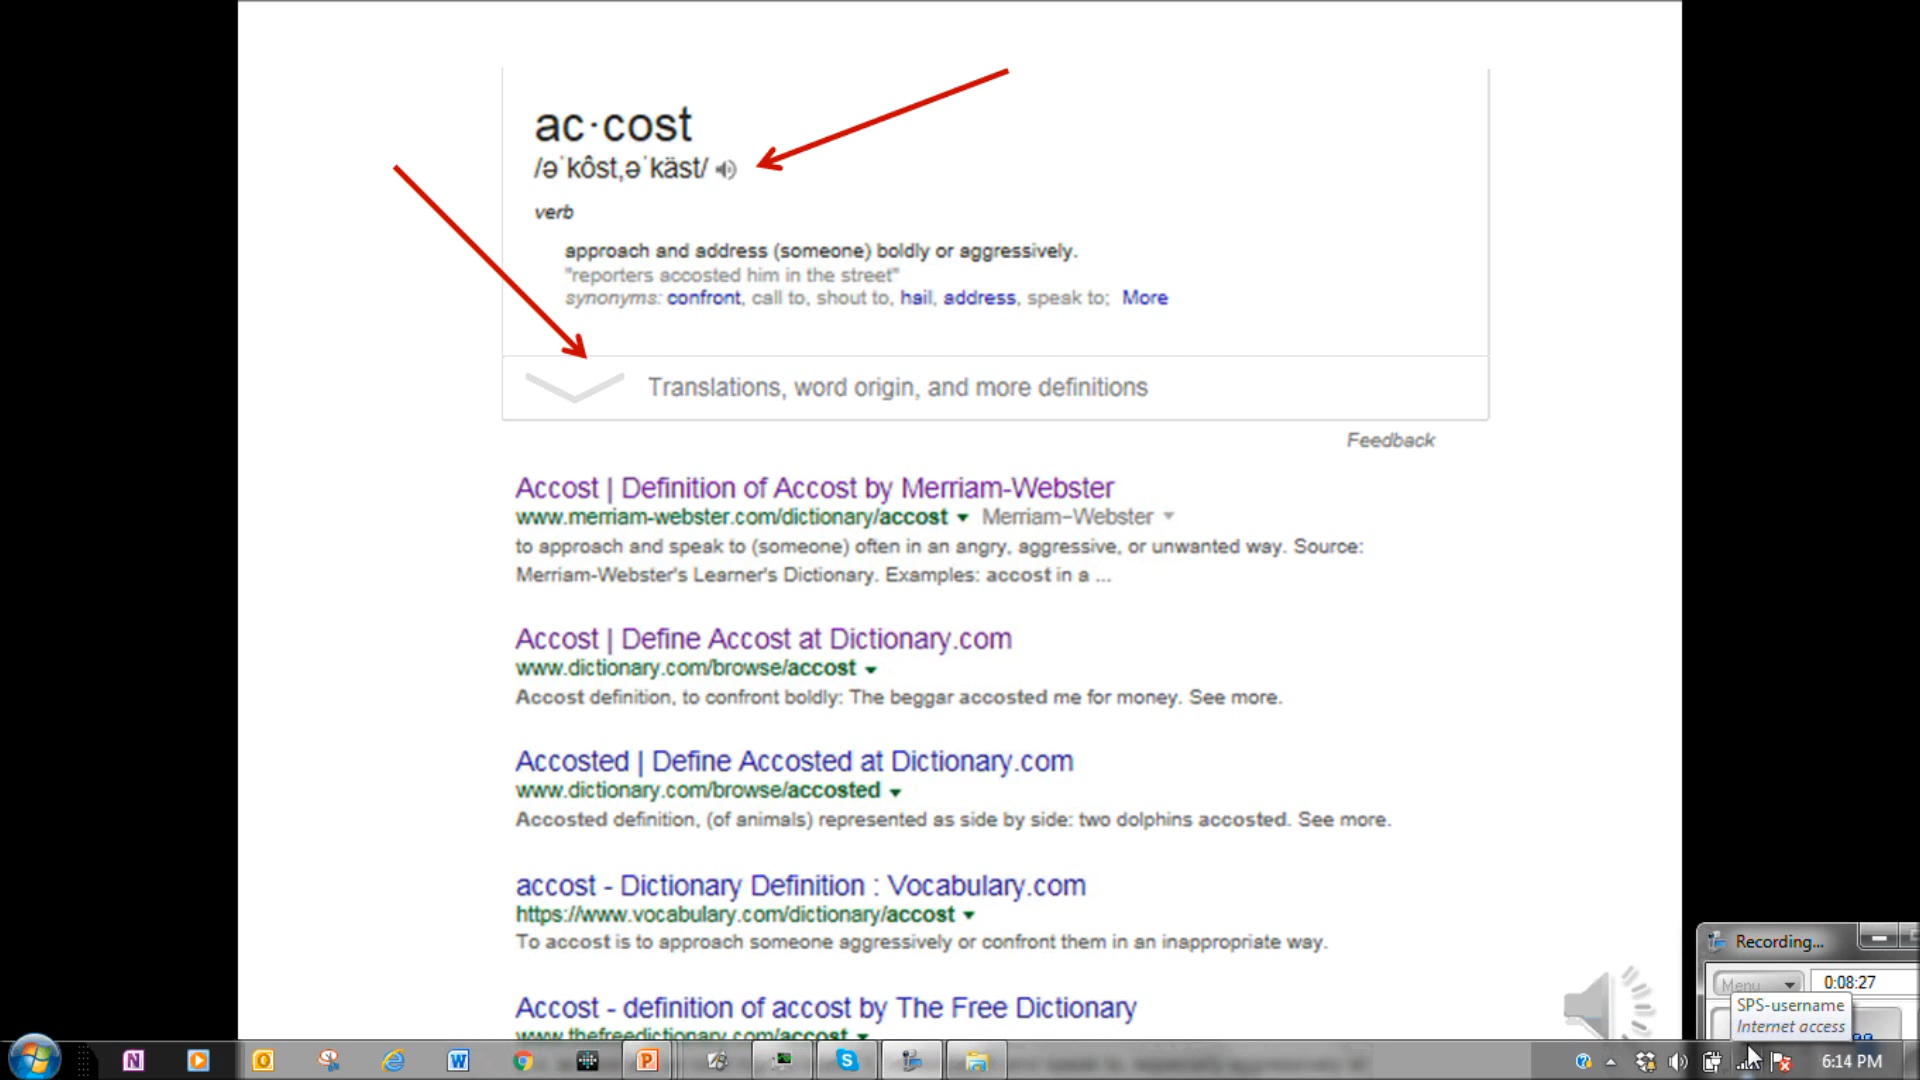 ac·cost
/əˈkôst,əˈkäst/
verb
approach and address (someone) boldly or aggressively.
"reporters accosted him in the street"
synonyms: confront, call to, shout to, hail, address, speak to; More
Translations, word origin, and more definitions
Feedback
Accost | Definition of Accost by Merriam-Webster
www.merriam-webster.com/dictionary/accost Merriam-Webster
to approach and speak to (someone) often in an angry, aggressive, or unwanted way. Source:
Merriam-Webster's Learner's Dictionary. Examples: accost in a ...
Accost | Define Accost at Dictionary.com
www.dictionary.com/browse/accost
Accost definition, to confront boldly: The beggar accosted me for money. See more.
Accosted | Define Accosted at Dictionary.com
www.dictionary.com/browse/accosted
Accosted definition, (of animals) represented as side by side: two dolphins accosted. See more.
accost - Dictionary Definition : Vocabulary.com
https://www.vocabulary.com/dictionary/accost
To accost is to approach someone aggressively or confront them in an inappropriate way.
Accost - definition of accost by The Free Dictionary
www.thefreedictionary.com/accost
Recording...
Menu 0:08:27
SPS-username
Internet access
6:14 PM